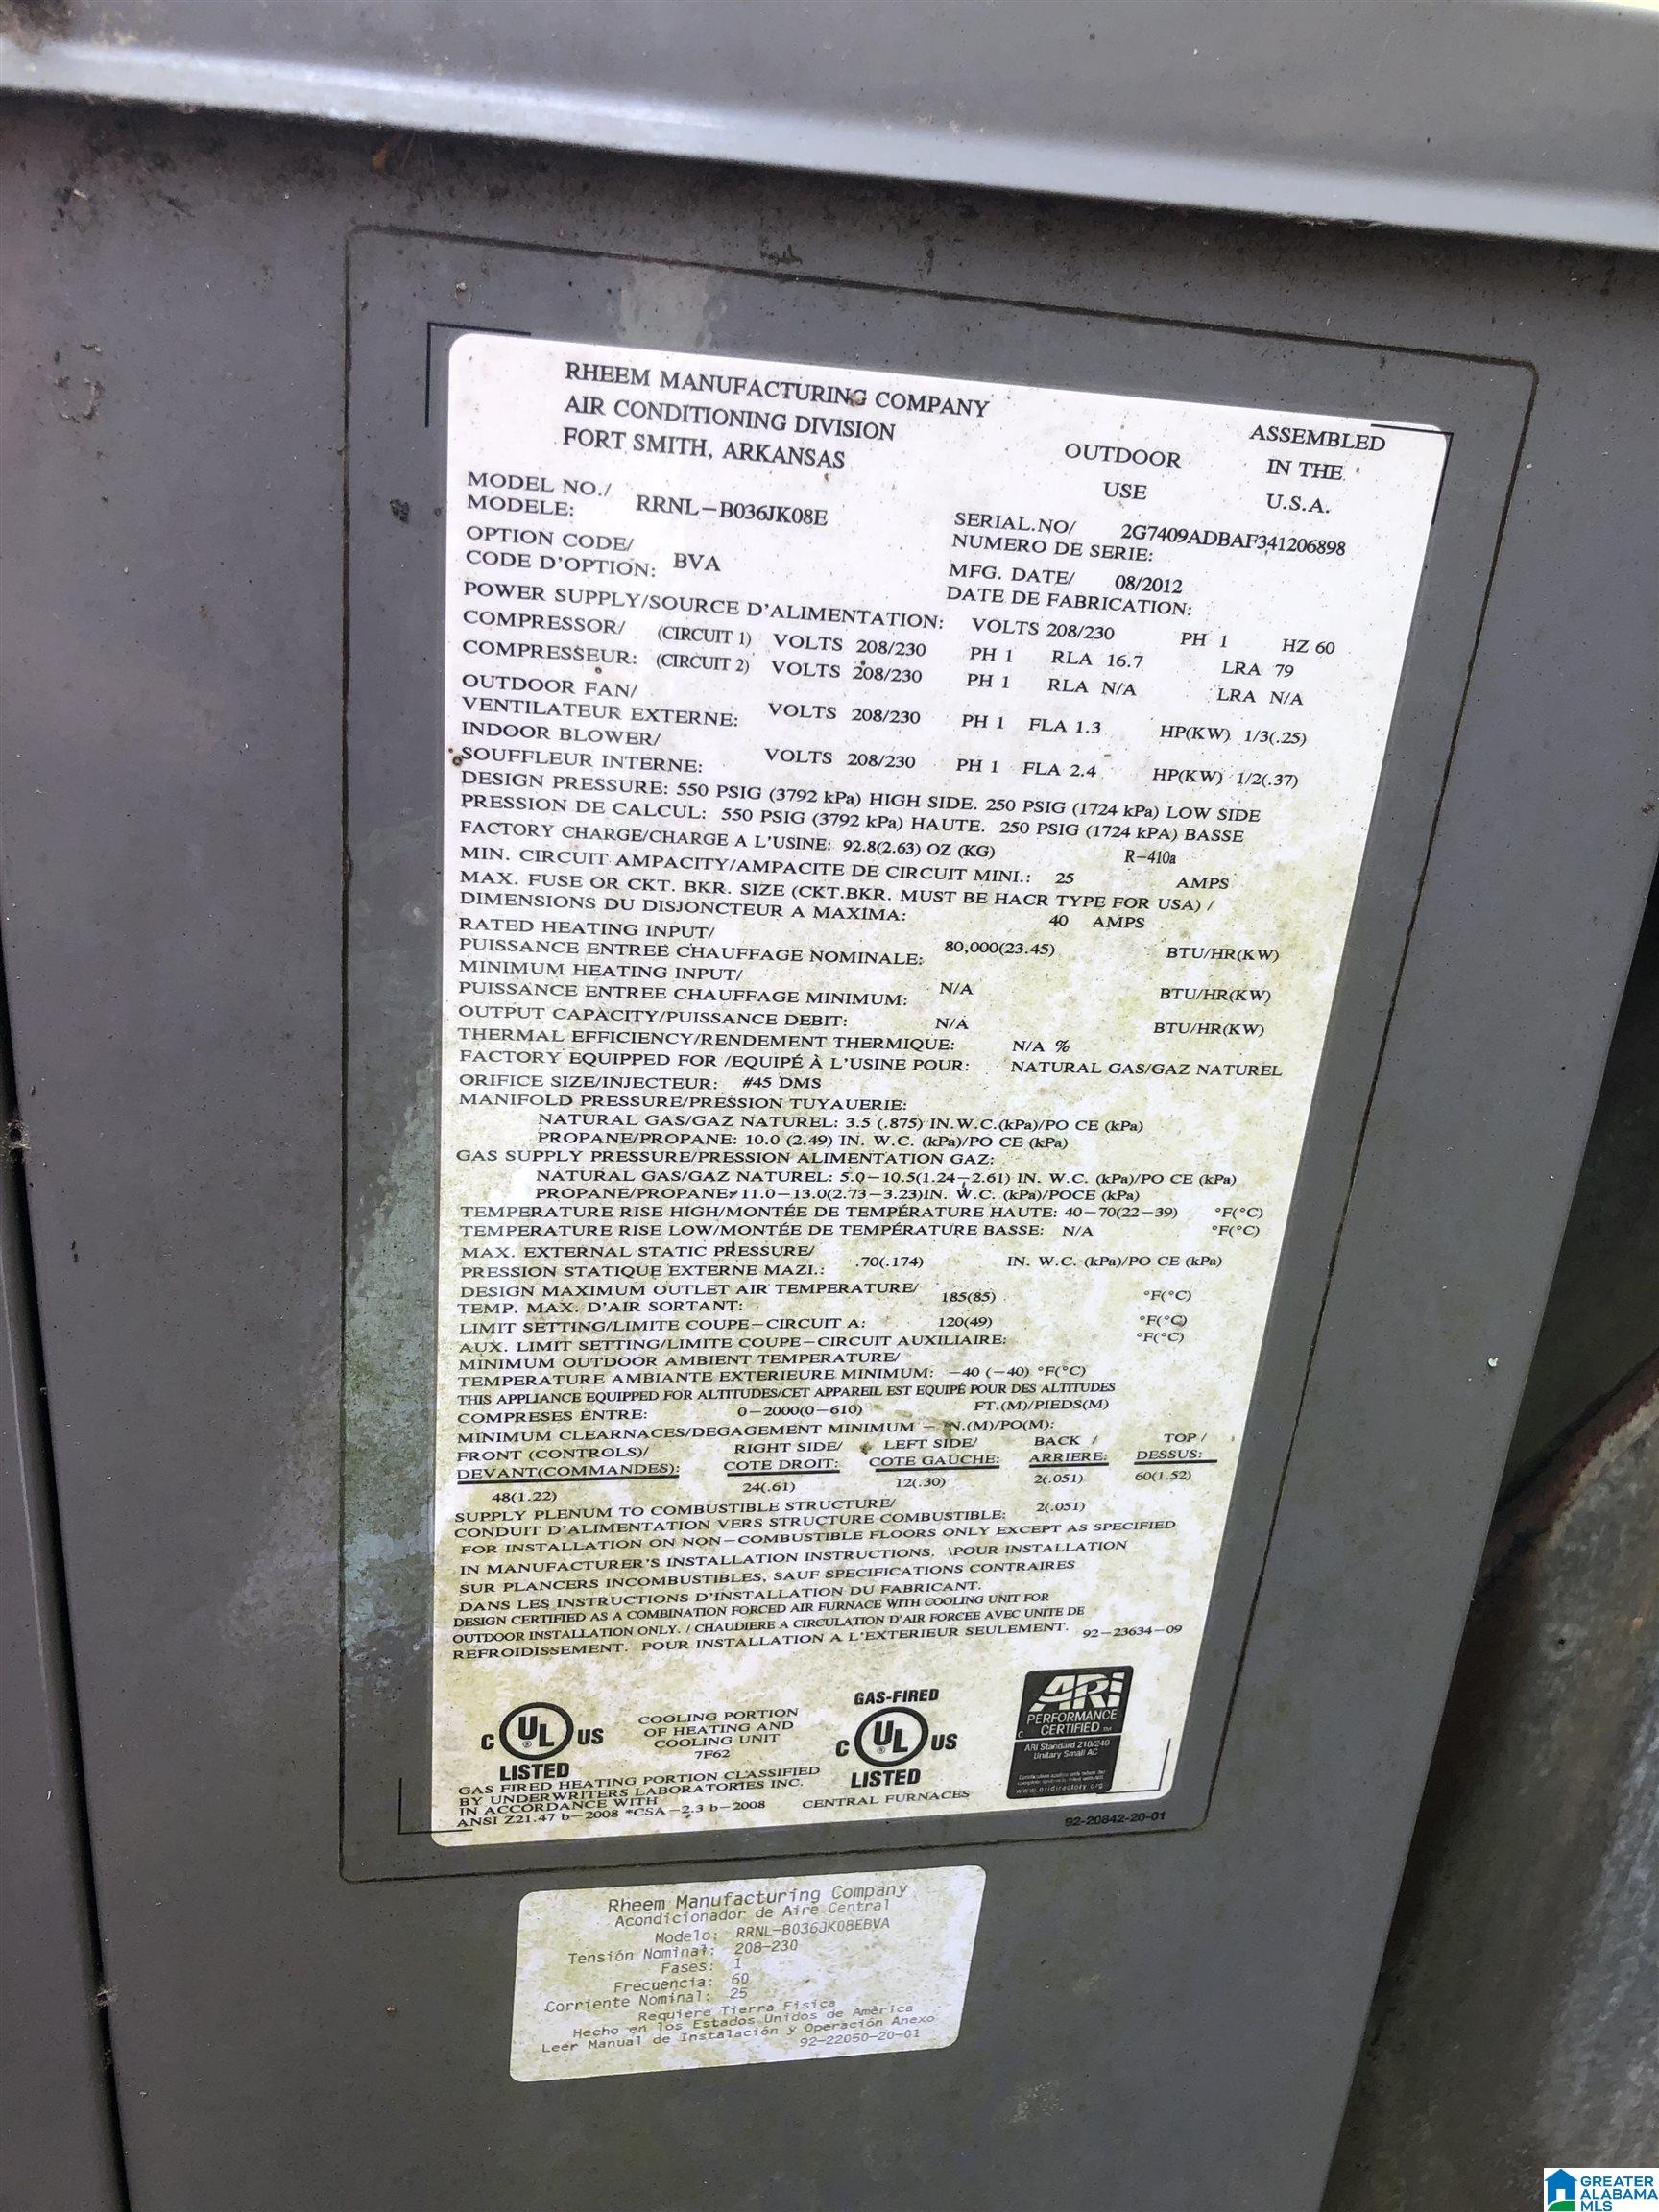 RHEEM MANUFACTURING COMPANY
AIR CONDITIONING DIVISION
FORT SMITH, ARKANSAS
OUTDOOR
USE
ASSEMBLED
IN THE
U.S.A.
MODEL NO./
MODELE: RRNL-B036JK08E
SERIAL.NO/ 2G7409ADBAF341206898
NUMERO DE SERIE:
OPTION CODE/
CODE D'OPTION: BVA
MFG. DATE/ 08/2012
DATE DE FABRICATION:
POWER SUPPLY/SOURCE D'ALIMENTATION: VOLTS 208/230 PH 1 HZ 60
COMPRESSOR/ (CIRCUIT 1) VOLTS 208/230 PH 1 RLA 16.7 LRA 79
COMPRESSEUR: (CIRCUIT 2) VOLTS 208/230 PH 1 RLA N/A LRA N/A
OUTDOOR FAN/
VENTILATEUR EXTERNE: VOLTS 208/230 PH 1 FLA 1.3 HP(KW) 1/3(.25)
INDOOR BLOWER/
SOUFFLEUR INTERNE: VOLTS 208/230 PH 1 FLA 2.4 HP(KW) 1/2(.37)
DESIGN PRESSURE: 550 PSIG (3792 kPa) HIGH SIDE. 250 PSIG (1724 kPa) LOW SIDE
PRESSION DE CALCUL: 550 PSIG (3792 kPa) HAUTE. 250 PSIG (1724 kPA) BASSE
FACTORY CHARGE/CHARGE A L'USINE: 92.8(2.63) OZ (KG) R-410a
MIN. CIRCUIT AMPACITY/AMPACITE DE CIRCUIT MINI.: 25 AMPS
MAX. FUSE OR CKT. BKR. SIZE (CKT.BKR. MUST BE HACR TYPE FOR USA) /
DIMENSIONS DU DISJONCTEUR A MAXIMA: 40 AMPS
RATED HEATING INPUT/
PUISSANCE ENTREE CHAUFFAGE NOMINALE: 80,000(23.45) BTU/HR(KW)
MINIMUM HEATING INPUT/
PUISSANCE ENTREE CHAUFFAGE MINIMUM: N/A BTU/HR(KW)
OUTPUT CAPACITY/PUISSANCE DEBIT: N/A BTU/HR(KW)
THERMAL EFFICIENCY/RENDEMENT THERMIQUE: N/A %
FACTORY EQUIPPED FOR /EQUIPÉ À L'USINE POUR: NATURAL GAS/GAZ NATUREL
ORIFICE SIZE/INJECTEUR: #45 DMS
MANIFOLD PRESSURE/PRESSION TUYAUERIE:
NATURAL GAS/GAZ NATUREL: 3.5 (.875) IN.W.C.(kPa)/PO CE (kPa)
PROPANE/PROPANE: 10.0 (2.49) IN. W.C. (kPa)/PO CE (kPa)
GAS SUPPLY PRESSURE/PRESSION ALIMENTATION GAZ:
NATURAL GAS/GAZ NATUREL: 5.0-10.5(1.24-2.61) IN. W.C. (kPa)/PO CE (kPa)
PROPANE/PROPANE: 11.0-13.0(2.73-3.23)IN. W.C. (kPa)/POCE (kPa)
TEMPERATURE RISE HIGH/MONTÉE DE TEMPÉRATURE HAUTE: 40-70(22-39) °F(°C)
TEMPERATURE RISE LOW/MONTÉE DE TEMPÉRATURE BASSE: N/A °F(°C)
MAX. EXTERNAL STATIC PRESSURE/
PRESSION STATIQUE EXTERNE MAZI.: .70(.174) IN. W.C. (kPa)/PO CE (kPa)
DESIGN MAXIMUM OUTLET AIR TEMPERATURE/
TEMP. MAX. D'AIR SORTANT: 185(85) °F(°C)
LIMIT SETTING/LIMITE COUPE-CIRCUIT A: 120(49) °F(°C)
AUX. LIMIT SETTING/LIMITE COUPE-CIRCUIT AUXILIAIRE: °F(°C)
MINIMUM OUTDOOR AMBIENT TEMPERATURE/
TEMPERATURE AMBIANTE EXTERIEURE MINIMUM: -40 (-40) °F(°C)
THIS APPLIANCE EQUIPPED FOR ALTITUDES/CET APPAREIL EST EQUIPÉ POUR DES ALTITUDES
COMPRESES ENTRE: 0-2000(0-610) FT.(M)/PIEDS(M)
MINIMUM CLEARNACES/DEGAGEMENT MINIMUM - IN.(M)/PO(M):
FRONT (CONTROLS)/ RIGHT SIDE/ LEFT SIDE/ BACK / TOP /
DEVANT(COMMANDES): COTE DROIT: COTE GAUCHE: ARRIERE: DESSUS:
48(1.22) 24(.61) 12(.30) 2(.051) 60(1.52)
SUPPLY PLENUM TO COMBUSTIBLE STRUCTURE/
CONDUIT D'ALIMENTATION VERS STRUCTURE COMBUSTIBLE: 2(.051)
FOR INSTALLATION ON NON-COMBUSTIBLE FLOORS ONLY EXCEPT AS SPECIFIED
IN MANUFACTURER'S INSTALLATION INSTRUCTIONS. \POUR INSTALLATION
SUR PLANCERS INCOMBUSTIBLES, SAUF SPECIFICATIONS CONTRAIRES
DANS LES INSTRUCTIONS D'INSTALLATION DU FABRICANT.
DESIGN CERTIFIED AS A COMBINATION FORCED AIR FURNACE WITH COOLING UNIT FOR
OUTDOOR INSTALLATION ONLY. / CHAUDIERE A CIRCULATION D'AIR FORCEE AVEC UNITE DE
REFROIDISSEMENT. POUR INSTALLATION A L'EXTERIEUR SEULEMENT. 92-23634-09
C UL ® US
LISTED
COOLING PORTION
OF HEATING AND
COOLING UNIT
7F62
GAS-FIRED
C UL ® US
LISTED
CENTRAL FURNACES
GAS FIRED HEATING PORTION CLASSIFIED
BY UNDERWRITERS LABORATORIES INC.
IN ACCORDANCE WITH
ANSI Z21.47 b-2008 *CSA-2.3 b-2008
ARI
PERFORMANCE
C CERTIFIED TM
ARI Standard 210/240
Unitary Small AC
www.aridirectory.org
92-20842-20-01
Rheem Manufacturing Company
Acondicionador de Aire Central
Modelo: RRNL-B036JK08EBVA
Tensión Nominal: 208-230
Fases: 1
Frecuencia: 60
Corriente Nominal: 25
Requiere Tierra Fisica
Hecho en los Estados Unidos de América
Leer Manual de Instalación y Operación Anexo
92-22050-20-01
GREATER
ALABAMA
MLS